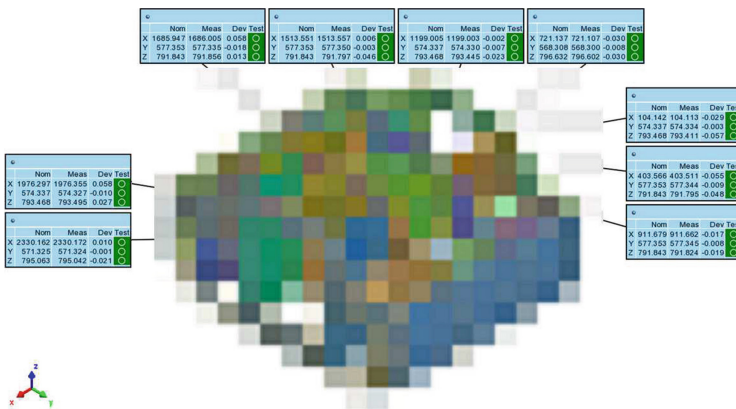 Nom Meas Dev Test
X 1685.947 1686.005 0.058
Y 577.353 577.335 -0.018
Z 791.843 791.856 0.013
Nom Meas Dev Test
X 1513.551 1513.557 0.006
Y 577.353 577.350 -0.003
Z 791.843 791.797 -0.046
Nom Meas Dev Test
X 1199.005 1199.003 -0.002
Y 574.337 574.330 -0.007
Z 793.468 793.445 -0.023
Nom Meas Dev Test
X 721.137 721.107 -0.030
Y 568.308 568.300 -0.008
Z 796.632 796.602 -0.030
Nom Meas Dev Test
X 104.142 104.113 -0.029
Y 574.337 574.334 -0.003
Z 793.468 793.411 -0.057
Nom Meas Dev Test
X 1976.297 1976.355 0.058
Y 574.337 574.327 -0.010
Z 793.468 793.495 0.027
Nom Meas Dev Test
X 403.566 403.511 -0.055
Y 577.353 577.344 -0.009
Z 791.843 791.795 -0.048
Nom Meas Dev Test
X 2330.162 2330.172 0.010
Y 571.325 571.324 -0.001
Z 795.063 795.042 -0.021
Nom Meas Dev Test
X 911.679 911.662 -0.017
Y 577.353 577.345 -0.008
Z 791.843 791.824 -0.019
z
x y